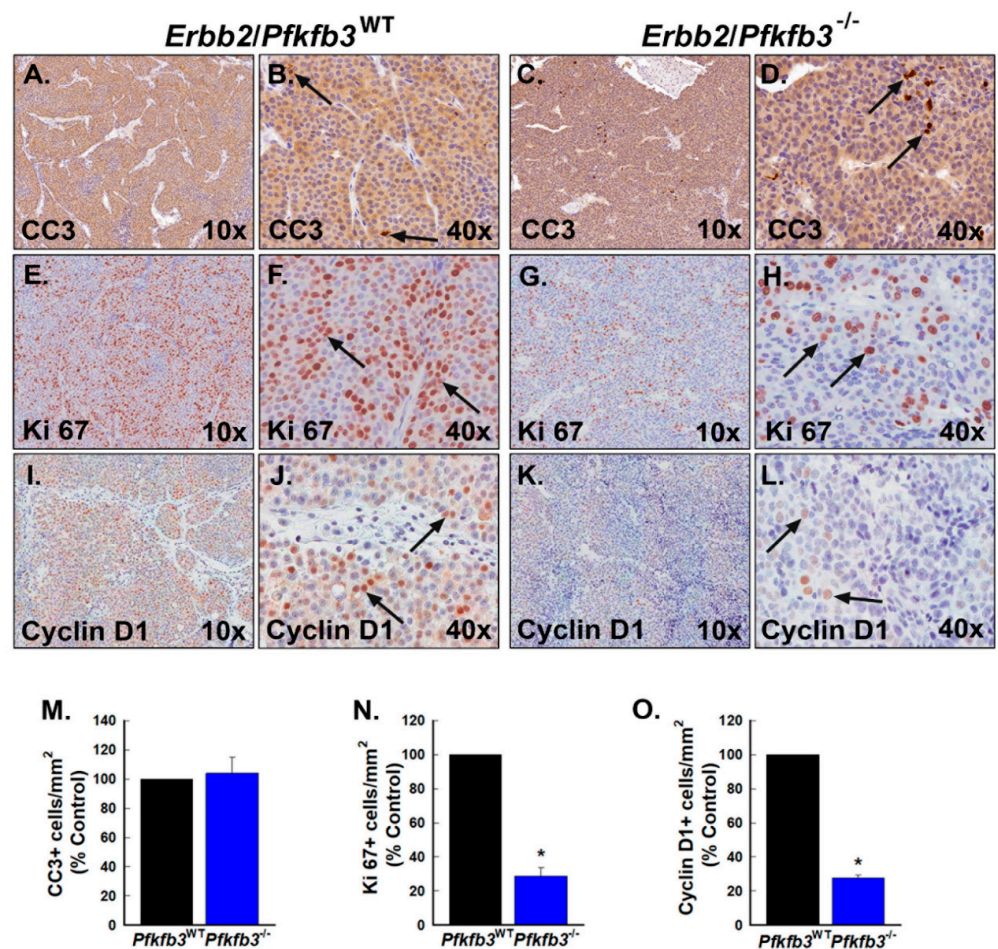 Erbb2/Pfkfb3WT
Erbb2/Pfkfb3-/-
A.
CC3
10x
B.
CC3
40x
C.
CC3
10x
D.
CC3
40x
E.
Ki 67
10x
F.
Ki 67
40x
G.
Ki 67
10x
H.
Ki 67
40x
I.
Cyclin D1
10x
J.
Cyclin D1
40x
K.
Cyclin D1
10x
L.
Cyclin D1
40x
M.
CC3+ cells/mm2
(% Control)
140
120
100
80
60
40
20
0
Pfkfb3WT Pfkfb3-/-
N.
Ki 67+ cells/mm2
(% Control)
120
100
80
60
40
20
0
*
Pfkfb3WT Pfkfb3-/-
O.
Cyclin D1+ cells/mm2
(% Control)
120
100
80
60
40
20
0
*
Pfkfb3WT Pfkfb3-/-